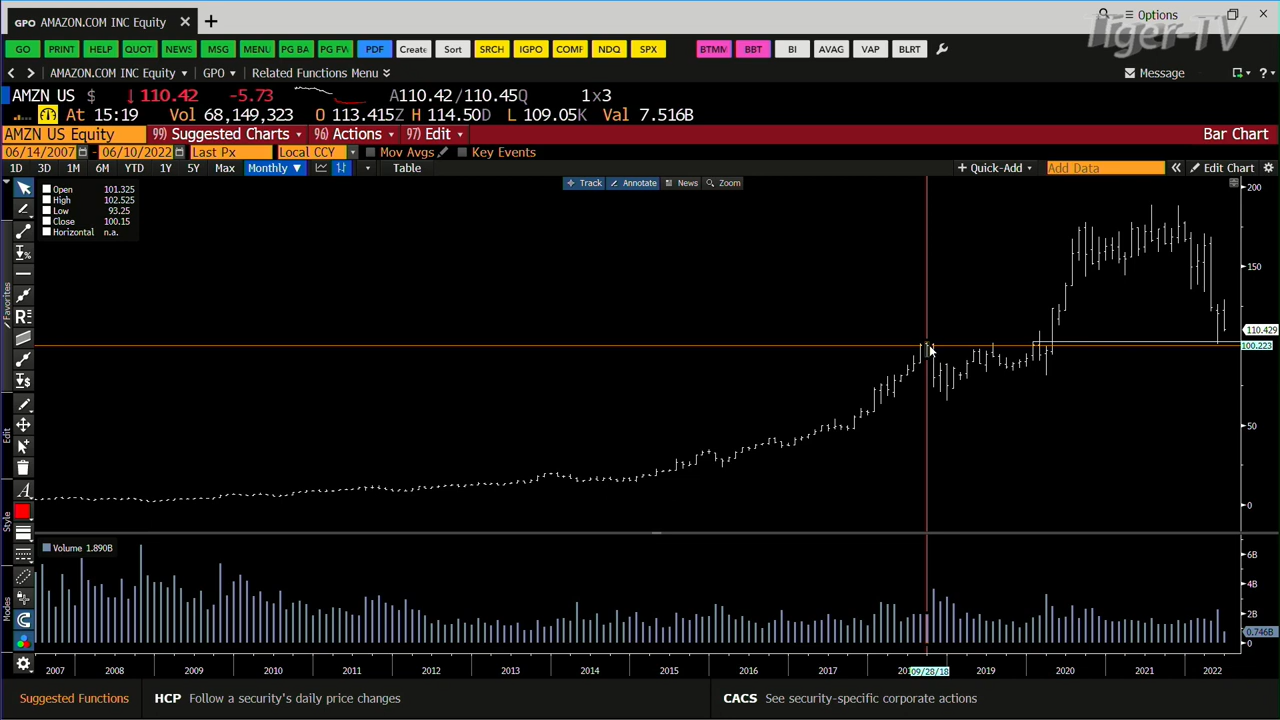 GPO AMAZON.COM INC Equity
Options
Tiger-TV
GO PRINT HELP QUOT NEWS MSG MENU PG BA PG FW PDF Create Sort SRCH IGPO COMF NDQ SPX BTMM BBT BI AVAG VAP BLRT
AMAZON.COM INC Equity GPO Related Functions Menu Message ?
AMZN US $ ↓110.42 -5.73 A110.42/110.45Q 1x3
At 15:19 Vol 68,149,323 O 113.415Z H 114.50D L 109.05K Val 7.516B
AMZN US Equity 99) Suggested Charts 96) Actions 97) Edit Bar Chart
06/14/2007 - 06/10/2022 Last Px Local CCY Mov Avgs Key Events
1D 3D 1M 6M YTD 1Y 5Y Max Monthly ▼ Table + Quick-Add Add Data Edit Chart
Track Annotate News Zoom
Open 101.325
High 102.525
Low 93.25
Close 100.15
Horizontal n.a.
200
150
110.429
100.223
50
0
Favorites
Edit
Style
Modes
Volume 1.890B
6B
4B
2B
0.746B
0
2007 2008 2009 2010 2011 2012 2013 2014 2015 2016 2017 09/28/18 2019 2020 2021 2022
Suggested Functions HCP Follow a security's daily price changes CACS See security-specific corporate actions